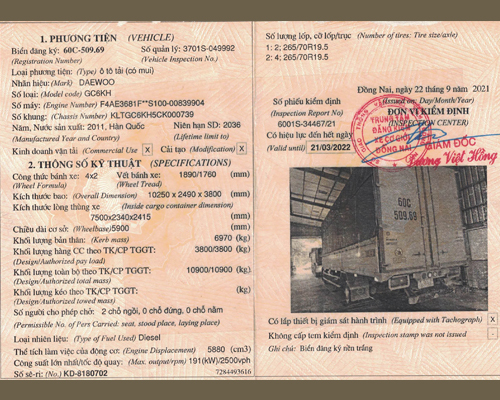 1. PHƯƠNG TIỆN (VEHICLE)
Biển đăng ký: 60C-509.69 Số quản lý: 3701S-049992
(Registration Number) (Vehicle Inspection No.)
Loại phương tiện: (Type) ô tô tải (có mui)
Nhãn hiệu: (Mark) DAEWOO
Số loại: (Model code) GC6KH
Số máy: (Engine Number) F4AE3681F**S100-00839904
Số khung: (Chassis Number) KLTGC6KH5CK000739
Năm, Nước sản xuất: 2011, Hàn Quốc Niên hạn SD: 2036
(Manufactured Year and Country) (Lifetime limit to)
Kinh doanh vận tải (Commercial Use) X Cải tạo (Modification) X
2. THÔNG SỐ KỸ THUẬT (SPECIFICATIONS)
Công thức bánh xe: 4x2 Vết bánh xe: 1890/1760 (mm)
(Wheel Formula) (Wheel Tread)
Kích thước bao: (Overall Dimension) 10250 x 2490 x 3800 (mm)
Kích thước lòng thùng xe (Inside cargo container dimension)
7500x2340x2415 (mm)
Chiều dài cơ sở: (Wheelbase) 5900 (mm)
Khối lượng bản thân: (Kerb mass) 6970 (kg)
Khối lượng hàng CC theo TK/CP TGGT: 3800/3800 (kg)
(Design/Authorized pay load)
Khối lượng toàn bộ theo TK/CP TGGT: 10900/10900 (kg)
(Design/Authorized total mass)
Khối lượng kéo theo TK/CP TGGT: (kg)
(Design/Authorized towed mass)
Số người cho phép chở: 2 chỗ ngồi, 0 chỗ đứng, 0 chỗ nằm
(Permissible No. of Pers Carried: seat, stood place, laying place)
Loại nhiên liệu: (Type of Fuel Used) Diesel
Thể tích làm việc của động cơ: (Engine Displacement) 5880 (cm3)
Công suất lớn nhất/tốc độ quay: (Max. output/rpm) 191(kW)/2500vph
Số sê-ri: (No.) KD-8180702 7284493616
Số lượng lốp, cỡ lốp/trục (Number of tires: Tire size/axle)
1: 2; 265/70R19.5
2: 4; 265/70R19.5
Đồng Nai, ngày 22 tháng 9 năm 2021
Số phiếu kiểm định (Issued on: Day/Month/Year)
(Inspection Report No) ĐƠN VỊ KIỂM ĐỊNH
6001S-34467/21 (INSPECTION CENTER)
Có hiệu lực đến hết ngày
(Valid until) 21/03/2022
TRUNG TÂM
ĐĂNG KIỂM
XE CƠ GIỚI
ĐỒNG NAI
GIÁM ĐỐC
Dương Việt Hồng
60C
509.69
Có lắp thiết bị giám sát hành trình (Equipped with Tachograph) X
Không cấp tem kiểm định (Inspection stamp was not issued) -
Ghi chú: Biển đăng ký nền trắng